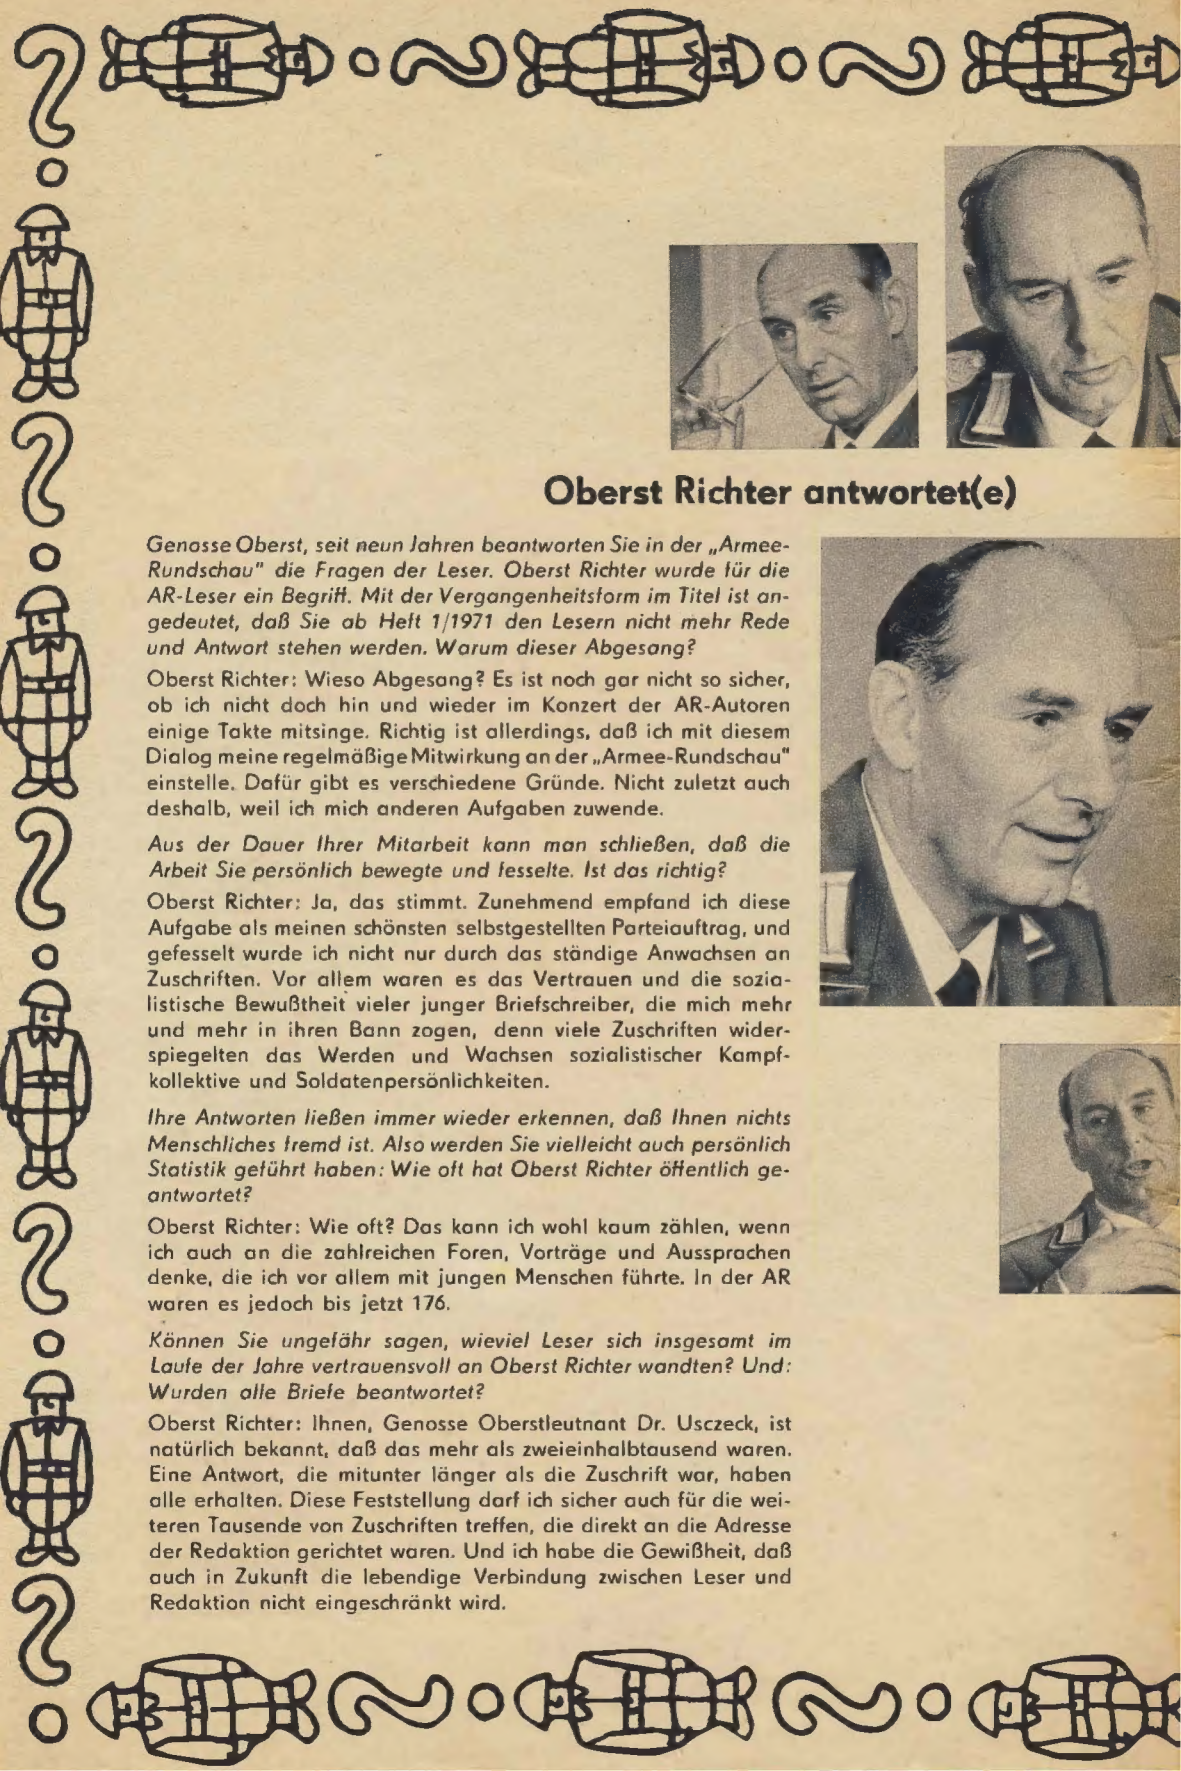 Oberst Richter antwortet(e)
Genosse Oberst, seit neun Jahren beantworten Sie in der „Armee-
Rundschau" die Fragen der Leser. Oberst Richter wurde für die
AR-Leser ein Begriff. Mit der Vergangenheitsform im Titel ist an-
gedeutet, daß Sie ab Heft 1/1971 den Lesern nicht mehr Rede
und Antwort stehen werden. Warum dieser Abgesang?
Oberst Richter: Wieso Abgesang? Es ist noch gar nicht so sicher,
ob ich nicht doch hin und wieder im Konzert der AR-Autoren
einige Takte mitsinge. Richtig ist allerdings, daß ich mit diesem
Dialog meine regelmäßige Mitwirkung an der „Armee-Rundschau"
einstelle. Dafür gibt es verschiedene Gründe. Nicht zuletzt auch
deshalb, weil ich mich anderen Aufgaben zuwende.
Aus der Dauer Ihrer Mitarbeit kann man schließen, daß die
Arbeit Sie persönlich bewegte und fesselte. Ist das richtig?
Oberst Richter: Ja, das stimmt. Zunehmend empfand ich diese
Aufgabe als meinen schönsten selbstgestellten Parteiauftrag, und
gefesselt wurde ich nicht nur durch das ständige Anwachsen an
Zuschriften. Vor allem waren es das Vertrauen und die sozia-
listische Bewußtheit vieler junger Briefschreiber, die mich mehr
und mehr in ihren Bann zogen, denn viele Zuschriften wider-
spiegelten das Werden und Wachsen sozialistischer Kampf-
kollektive und Soldatenpersönlichkeiten.
Ihre Antworten ließen immer wieder erkennen, daß Ihnen nichts
Menschliches fremd ist. Also werden Sie vielleicht auch persönlich
Statistik geführt haben: Wie oft hat Oberst Richter öffentlich ge-
antwortet?
Oberst Richter: Wie oft? Das kann ich wohl kaum zählen, wenn
ich auch an die zahlreichen Foren, Vorträge und Aussprachen
denke, die ich vor allem mit jungen Menschen führte. In der AR
waren es jedoch bis jetzt 176.
Können Sie ungefähr sagen, wieviel Leser sich insgesamt im
Laufe der Jahre vertrauensvoll an Oberst Richter wandten? Und:
Wurden alle Briefe beantwortet?
Oberst Richter: Ihnen, Genosse Oberstleutnant Dr. Usczeck, ist
natürlich bekannt, daß das mehr als zweieinhalbtausend waren.
Eine Antwort, die mitunter länger als die Zuschrift war, haben
alle erhalten. Diese Feststellung darf ich sicher auch für die wei-
teren Tausende von Zuschriften treffen, die direkt an die Adresse
der Redaktion gerichtet waren. Und ich habe die Gewißheit, daß
auch in Zukunft die lebendige Verbindung zwischen Leser und
Redaktion nicht eingeschränkt wird.